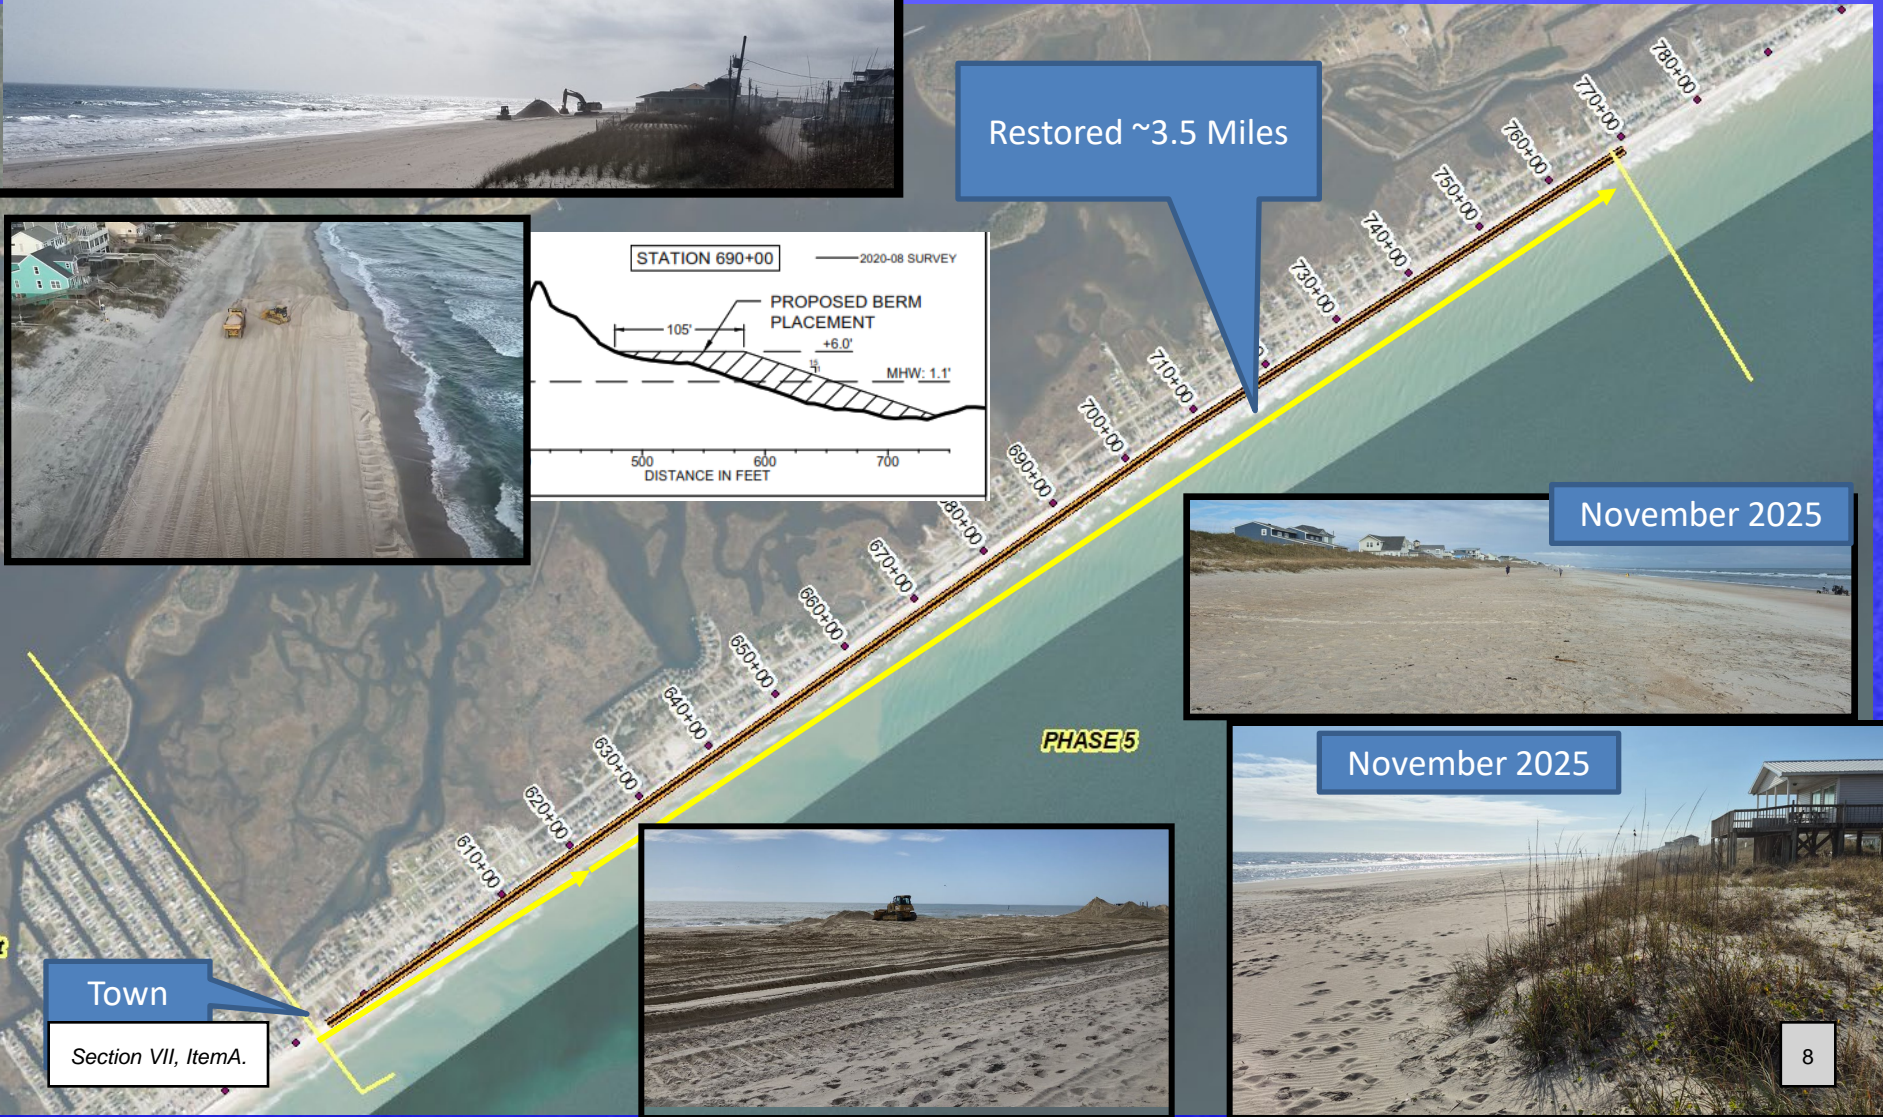 Restored ~3.5 Miles
780+00
770+00
760+00
750+00
740+00
730+00
710+00
700+00
690+00
80+00
670+00
660+00
650+00
640+00
630+00
620+00
610+00
STATION 690+00
2020-08 SURVEY
PROPOSED BERM
PLACEMENT
105'
+6.0'
MHW: 1.1'
500
600
700
DISTANCE IN FEET
November 2025
PHASE 5
November 2025
Town
Section VII, ItemA.
8